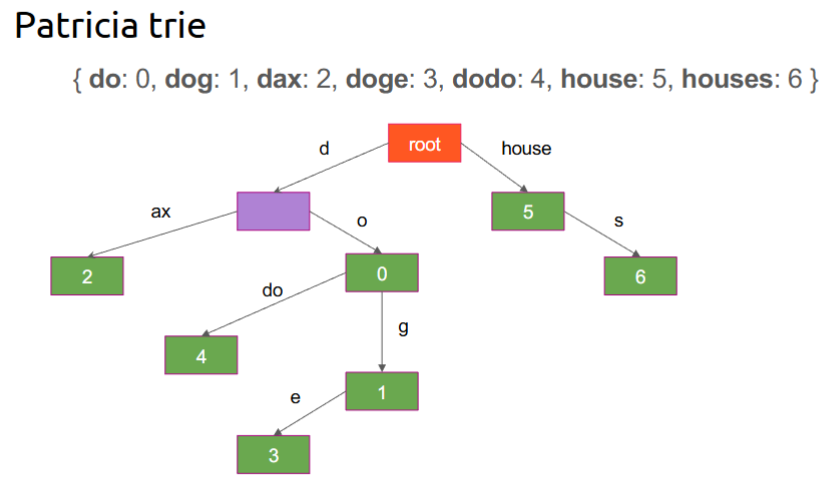 Patricia trie
{ do: 0, dog: 1, dax: 2, doge: 3, dodo: 4, house: 5, houses: 6 }
root
d
house
ax
o
5
s
2
do
0
6
g
4
1
e
3